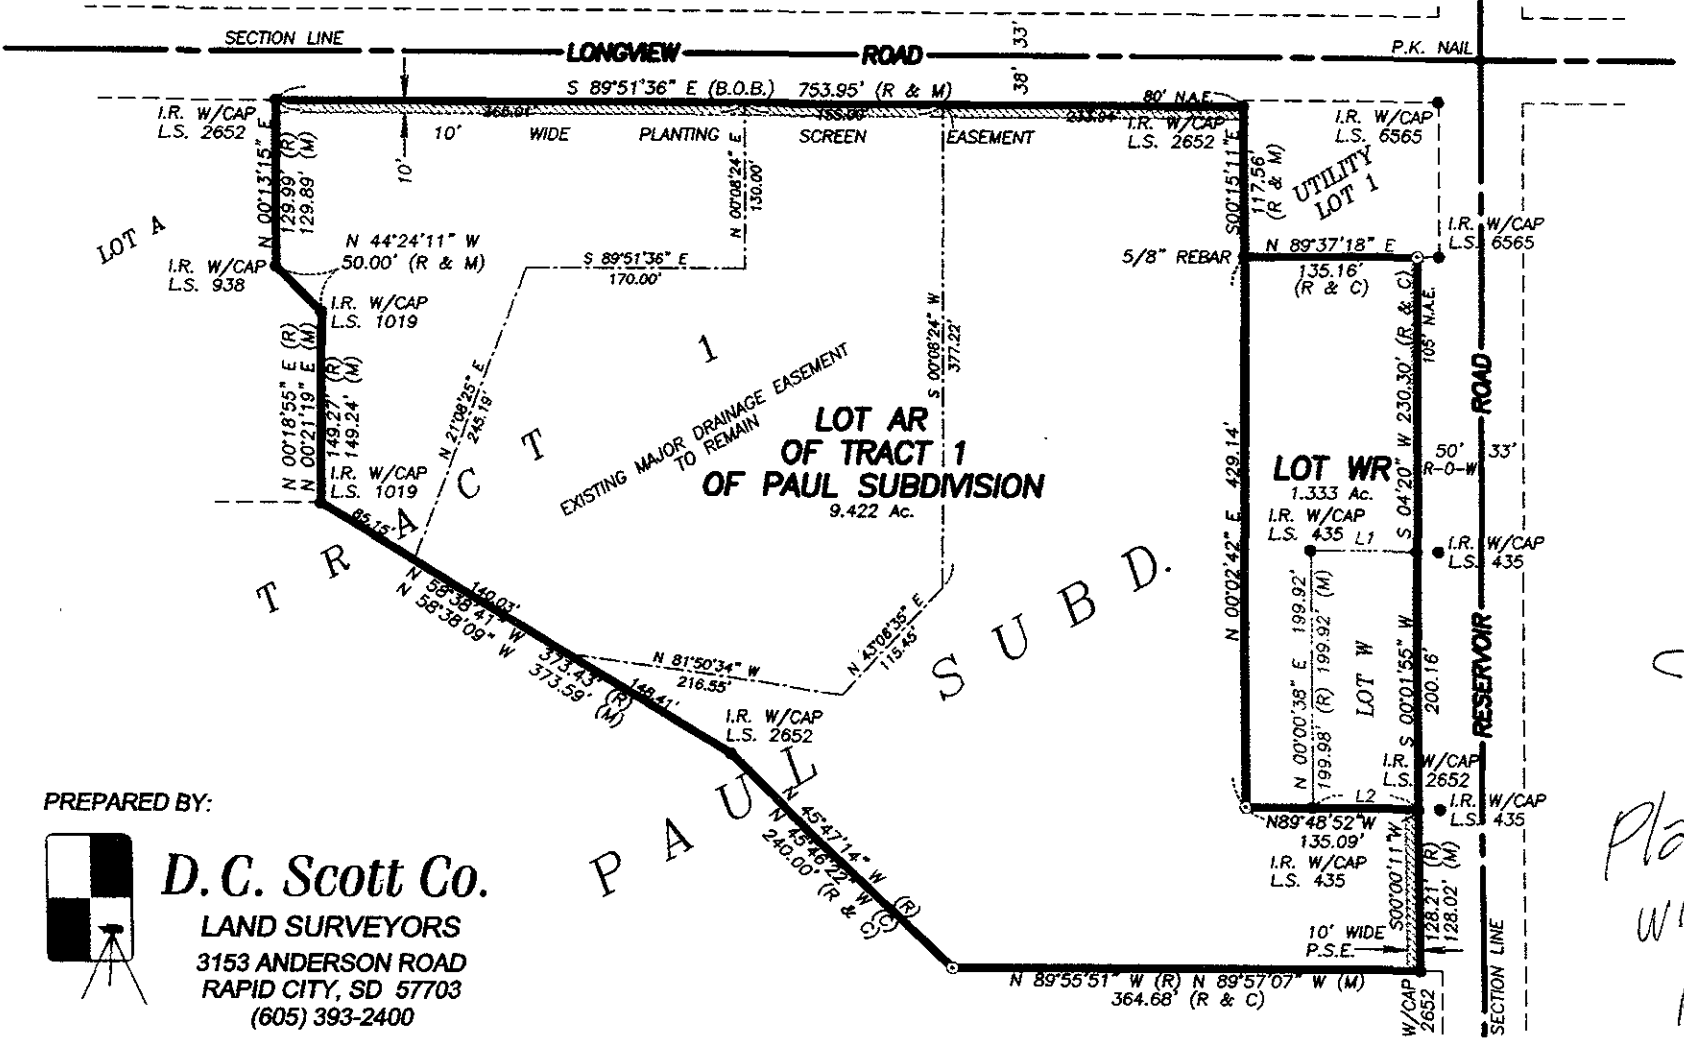 SECTION LINE
LONGVIEW ROAD
33'
38'
P.K. NAIL
S 89°51'36" E (B.O.B.) 753.95' (R & M)
80' N.A.E.
I.R. W/CAP
L.S. 2652
155.00'
233.94'
10' WIDE PLANTING SCREEN EASEMENT
10'
I.R. W/CAP
L.S. 2652
I.R. W/CAP
L.S. 6565
UTILITY
LOT 1
N 00°13'15" E
129.99' (R)
129.89' (M)
LOT A
N 00°08'24" E
130.00'
S00°15'11"E
117.56'
(R & M)
I.R. W/CAP
L.S. 6565
N 44°24'11" W
50.00' (R & M)
I.R. W/CAP
L.S. 938
S 89°51'36" E
170.00'
5/8" REBAR
N 89°37'18" E
135.16'
(R & C)
I.R. W/CAP
L.S. 1019
N 00°18'55" E (R)
N 00°21'19" E (M)
149.27' (R)
149.24' (M)
N 21°08'25" E
245.19'
S 00°08'24" W
377.22'
S 04'20" W 230.30' (R & C)
105' N.A.E.
EXISTING MAJOR DRAINAGE EASEMENT
TO REMAIN
LOT AR
OF TRACT 1
OF PAUL SUBDIVISION
9.422 Ac.
N 00°02'42" E 429.14'
LOT WR
1.333 Ac.
50'
R-O-W
33'
RESERVOIR ROAD
I.R. W/CAP
L.S. 1019
I.R. W/CAP
L.S. 435
L1
I.R. W/CAP
L.S. 435
TRACT 1
85.15'
140.03'
148.41'
N 58°38'41" W 373.43' (R)
N 58°38'09" W 373.59' (M)
N 81°50'34" W
216.55'
N 43°08'35" E
115.45'
N 00°00'38" E 199.92'
199.98' (R) 199.92' (M)
LOT W
S 00°01'55" W
200.16'
I.R. W/CAP
L.S. 2652
PAUL SUBD.
I.R. W/CAP
L.S. 2652
L2
I.R. W/CAP
L.S. 435
N89°48'52"W
135.09'
I.R. W/CAP
L.S. 435
N 45°47'14" W (R)
N 45°46'22" W (C)
240.00' (R & C)
S00°00'11"W
128.21' (R)
128.02' (M)
10' WIDE
P.S.E.
N 89°55'51" W (R) N 89°57'07" W (M)
364.68' (R & C)
W/CAP
2652
SECTION LINE
PREPARED BY:
D.C. Scott Co.
LAND SURVEYORS
3153 ANDERSON ROAD
RAPID CITY, SD 57703
(605) 393-2400